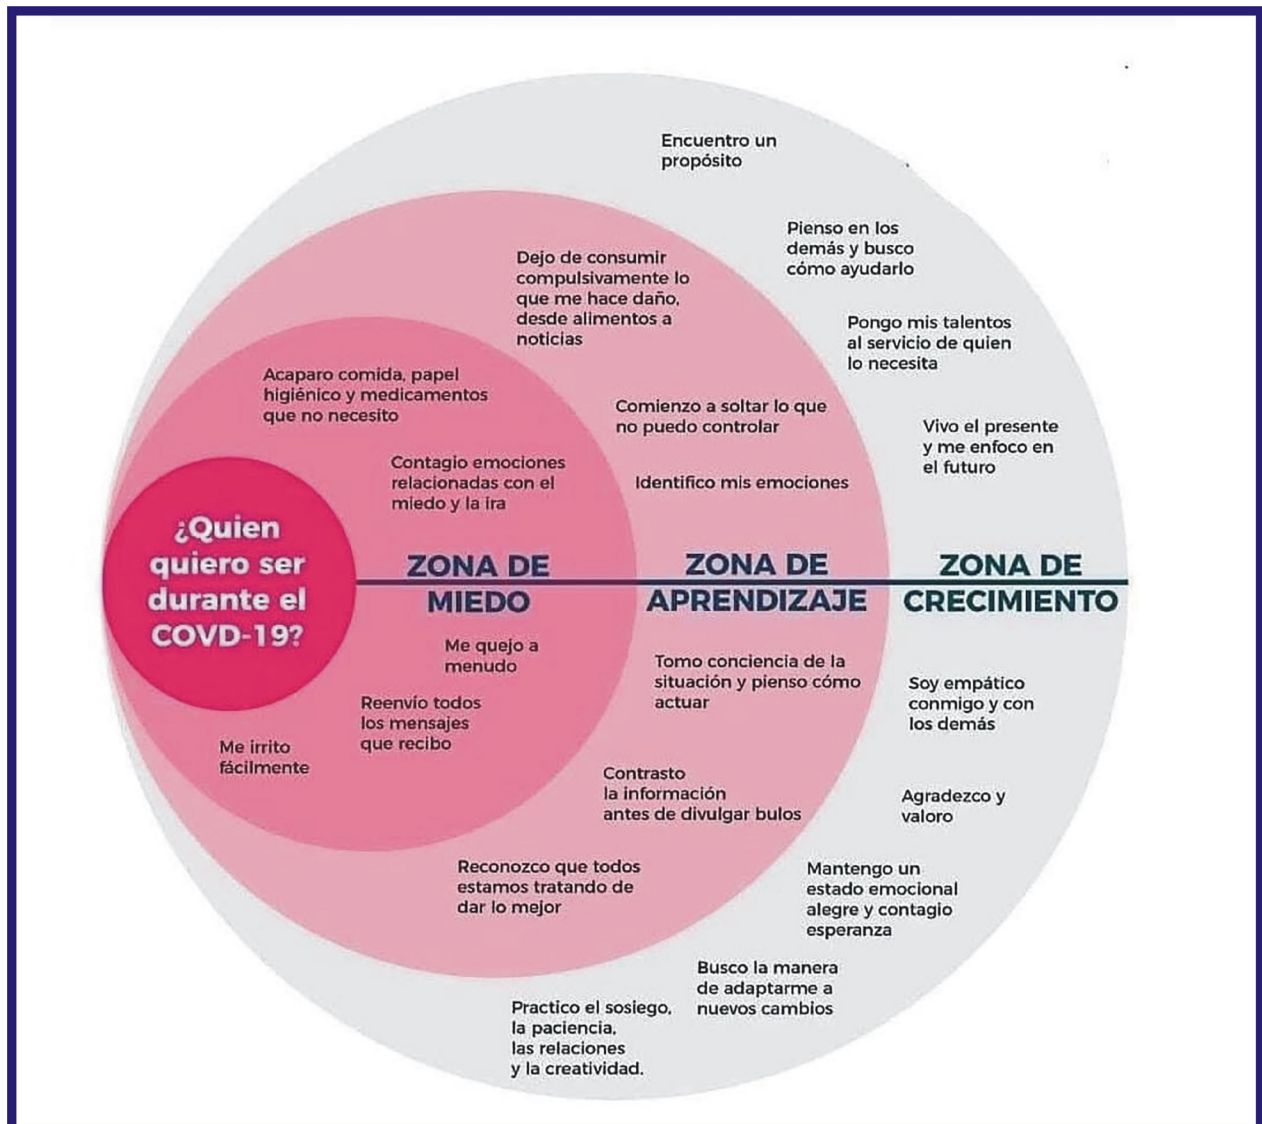 Encuentro un
propósito
Pienso en los
demás y busco
cómo ayudarlo
Pongo mis talentos
al servicio de quien
lo necesita
Vivo el presente
y me enfoco en
el futuro
Dejo de consumir
compulsivamente lo
que me hace daño,
desde alimentos a
noticias
Comienzo a soltar lo que
no puedo controlar
Identifico mis emociones
Acaparo comida, papel
higiénico y medicamentos
que no necesito
Contagio emociones
relacionadas con el
miedo y la ira
¿Quien
quiero ser
durante el
COVD-19?
ZONA DE
MIEDO
ZONA DE
APRENDIZAJE
ZONA DE
CRECIMIENTO
Me quejo a
menudo
Reenvío todos
los mensajes
que recibo
Me irrito
fácilmente
Tomo conciencia de la
situación y pienso cómo
actuar
Contrasto
la información
antes de divulgar bulos
Reconozco que todos
estamos tratando de
dar lo mejor
Soy empático
conmigo y con
los demás
Agradezco y
valoro
Mantengo un
estado emocional
alegre y contagio
esperanza
Busco la manera
de adaptarme a
nuevos cambios
Practico el sosiego,
la paciencia,
las relaciones
y la creatividad.